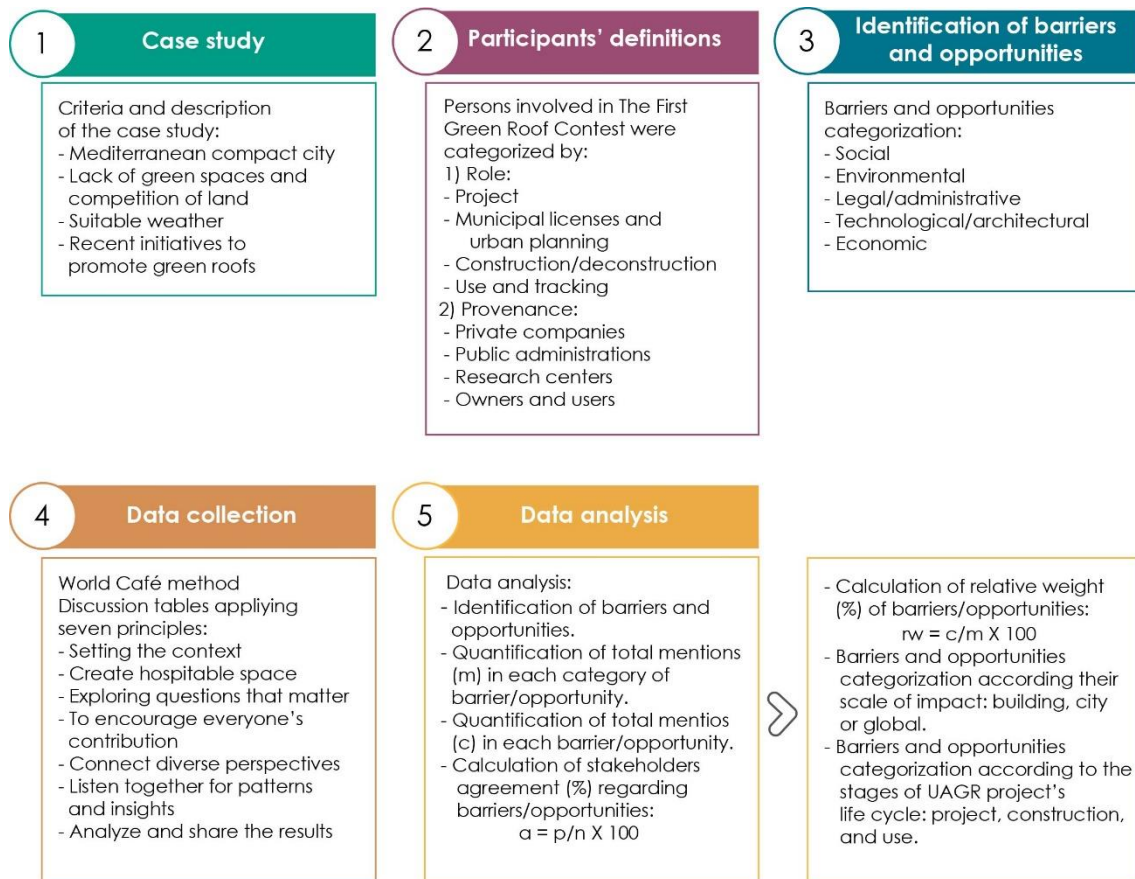 1
Case study
Criteria and description
of the case study:
- Mediterranean compact city
- Lack of green spaces and
competition of land
- Suitable weather
- Recent initiatives to
promote green roofs
2
Participants’ definitions
Persons involved in The First
Green Roof Contest were
categorized by:
1) Role:
- Project
- Municipal licenses and
urban planning
- Construction/deconstruction
- Use and tracking
2) Provenance:
- Private companies
- Public administrations
- Research centers
- Owners and users
3
Identification of barriers
and opportunities
Barriers and opportunities
categorization:
- Social
- Environmental
- Legal/administrative
- Technological/architectural
- Economic
4
Data collection
World Café method
Discussion tables appliying
seven principles:
- Setting the context
- Create hospitable space
- Exploring questions that matter
- To encourage everyone’s
contribution
- Connect diverse perspectives
- Listen together for patterns
and insights
- Analyze and share the results
5
Data analysis
Data analysis:
- Identification of barriers and
opportunities.
- Quantification of total mentions
(m) in each category of
barrier/opportunity.
- Quantification of total mentios
(c) in each barrier/opportunity.
- Calculation of stakeholders
agreement (%) regarding
barriers/opportunities:
a = p/n X 100
- Calculation of relative weight
(%) of barriers/opportunities:
rw = c/m X 100
- Barriers and opportunities
categorization according their
scale of impact: building, city
or global.
- Barriers and opportunities
categorization according to the
stages of UAGR project’s
life cycle: project, construction,
and use.